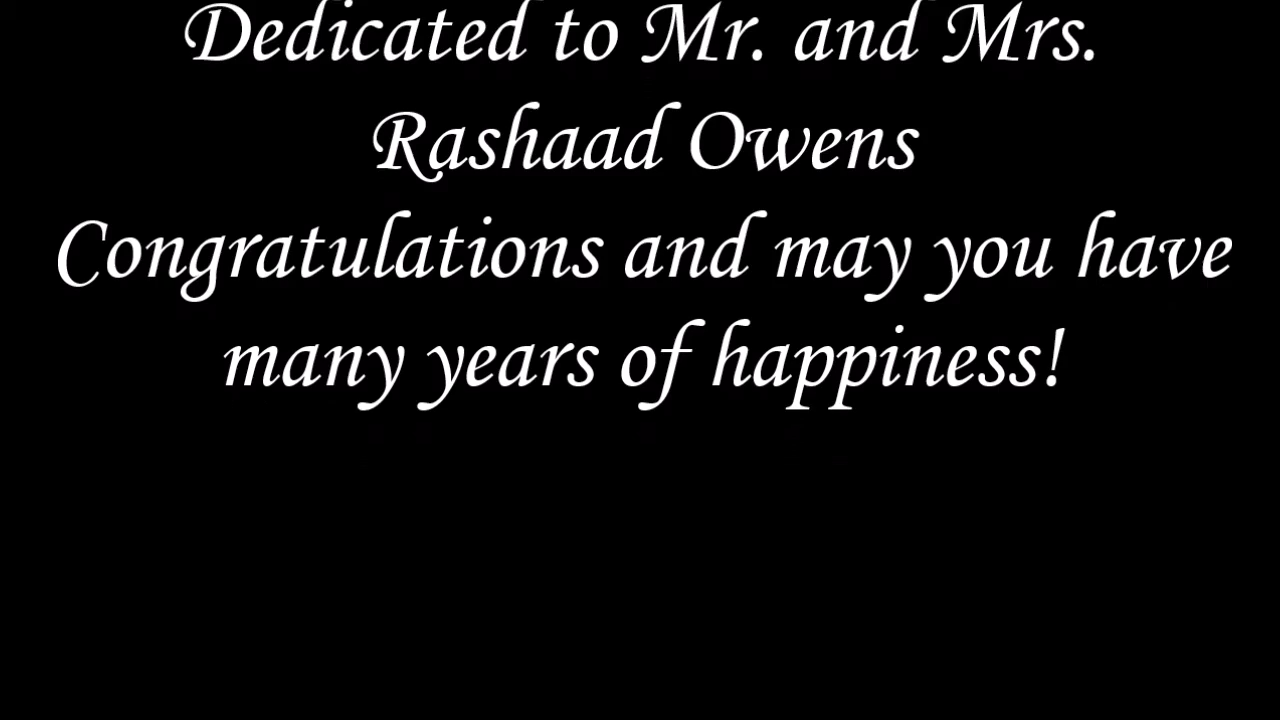 Dedicated to Mr. and Mrs.
Rashaad Owens
Congratulations and may you have
many years of happiness!